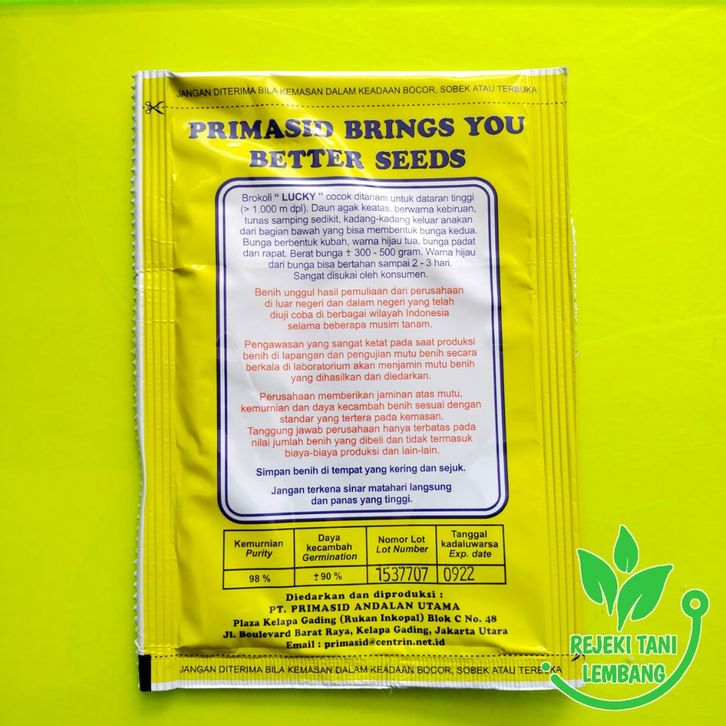 JANGAN DITERIMA BILA KEMASAN DALAM KEADAAN BOCOR, SOBEK ATAU TERBUKA
PRIMASID BRINGS YOU
BETTER SEEDS
Brokoli " LUCKY " cocok ditanam untuk dataran tinggi
(> 1.000 m dpl). Daun agak keatas, berwarna kebiruan,
tunas samping sedikit, kadang-kadang keluar anakan
dari bagian bawah yang bisa membentuk bunga kedua.
Bunga berbentuk kubah, warna hijau tua, bunga padat
dan rapat. Berat bunga ± 300 - 500 gram. Warna hijau
dari bunga bisa bertahan sampai 2 - 3 hari.
Sangat disukai oleh konsumen.
Benih unggul hasil pemuliaan dari perusahaan
di luar negeri dan dalam negeri yang telah
diuji coba di berbagai wilayah Indonesia
selama beberapa musim tanam.
Pengawasan yang sangat ketat pada saat produksi
benih di lapangan dan pengujian mutu benih secara
berkala di laboratorium akan menjamin mutu benih
yang dihasilkan dan diedarkan.
Perusahaan memberikan jaminan atas mutu,
kemurnian dan daya kecambah benih sesuai dengan
standar yang tertera pada kemasan.
Tanggung jawab perusahaan hanya terbatas pada
nilai jumlah benih yang dibeli dan tidak termasuk
biaya-biaya produksi dan lain-lain.
Simpan benih di tempat yang kering dan sejuk.
Jangan terkena sinar matahari langsung
dan panas yang tinggi.
Kemurnian
Purity
Daya
kecambah
Germination
Nomor Lot
Lot Number
Tanggal
kadaluwarsa
Exp. date
98 %
±90 %
1537707
0922
Diedarkan dan diproduksi :
PT. PRIMASID ANDALAN UTAMA
Plaza Kelapa Gading (Rukan Inkopal) Blok C No. 48
Jl. Boulevard Barat Raya, Kelapa Gading, Jakarta Utara
Email : primasid@centrin.net.id
JANGAN DITERIMA BILA KEMASAN DALAM KEADAAN BOCOR, SOBEK ATAU TERBUKA
REJEKI TANI
LEMBANG